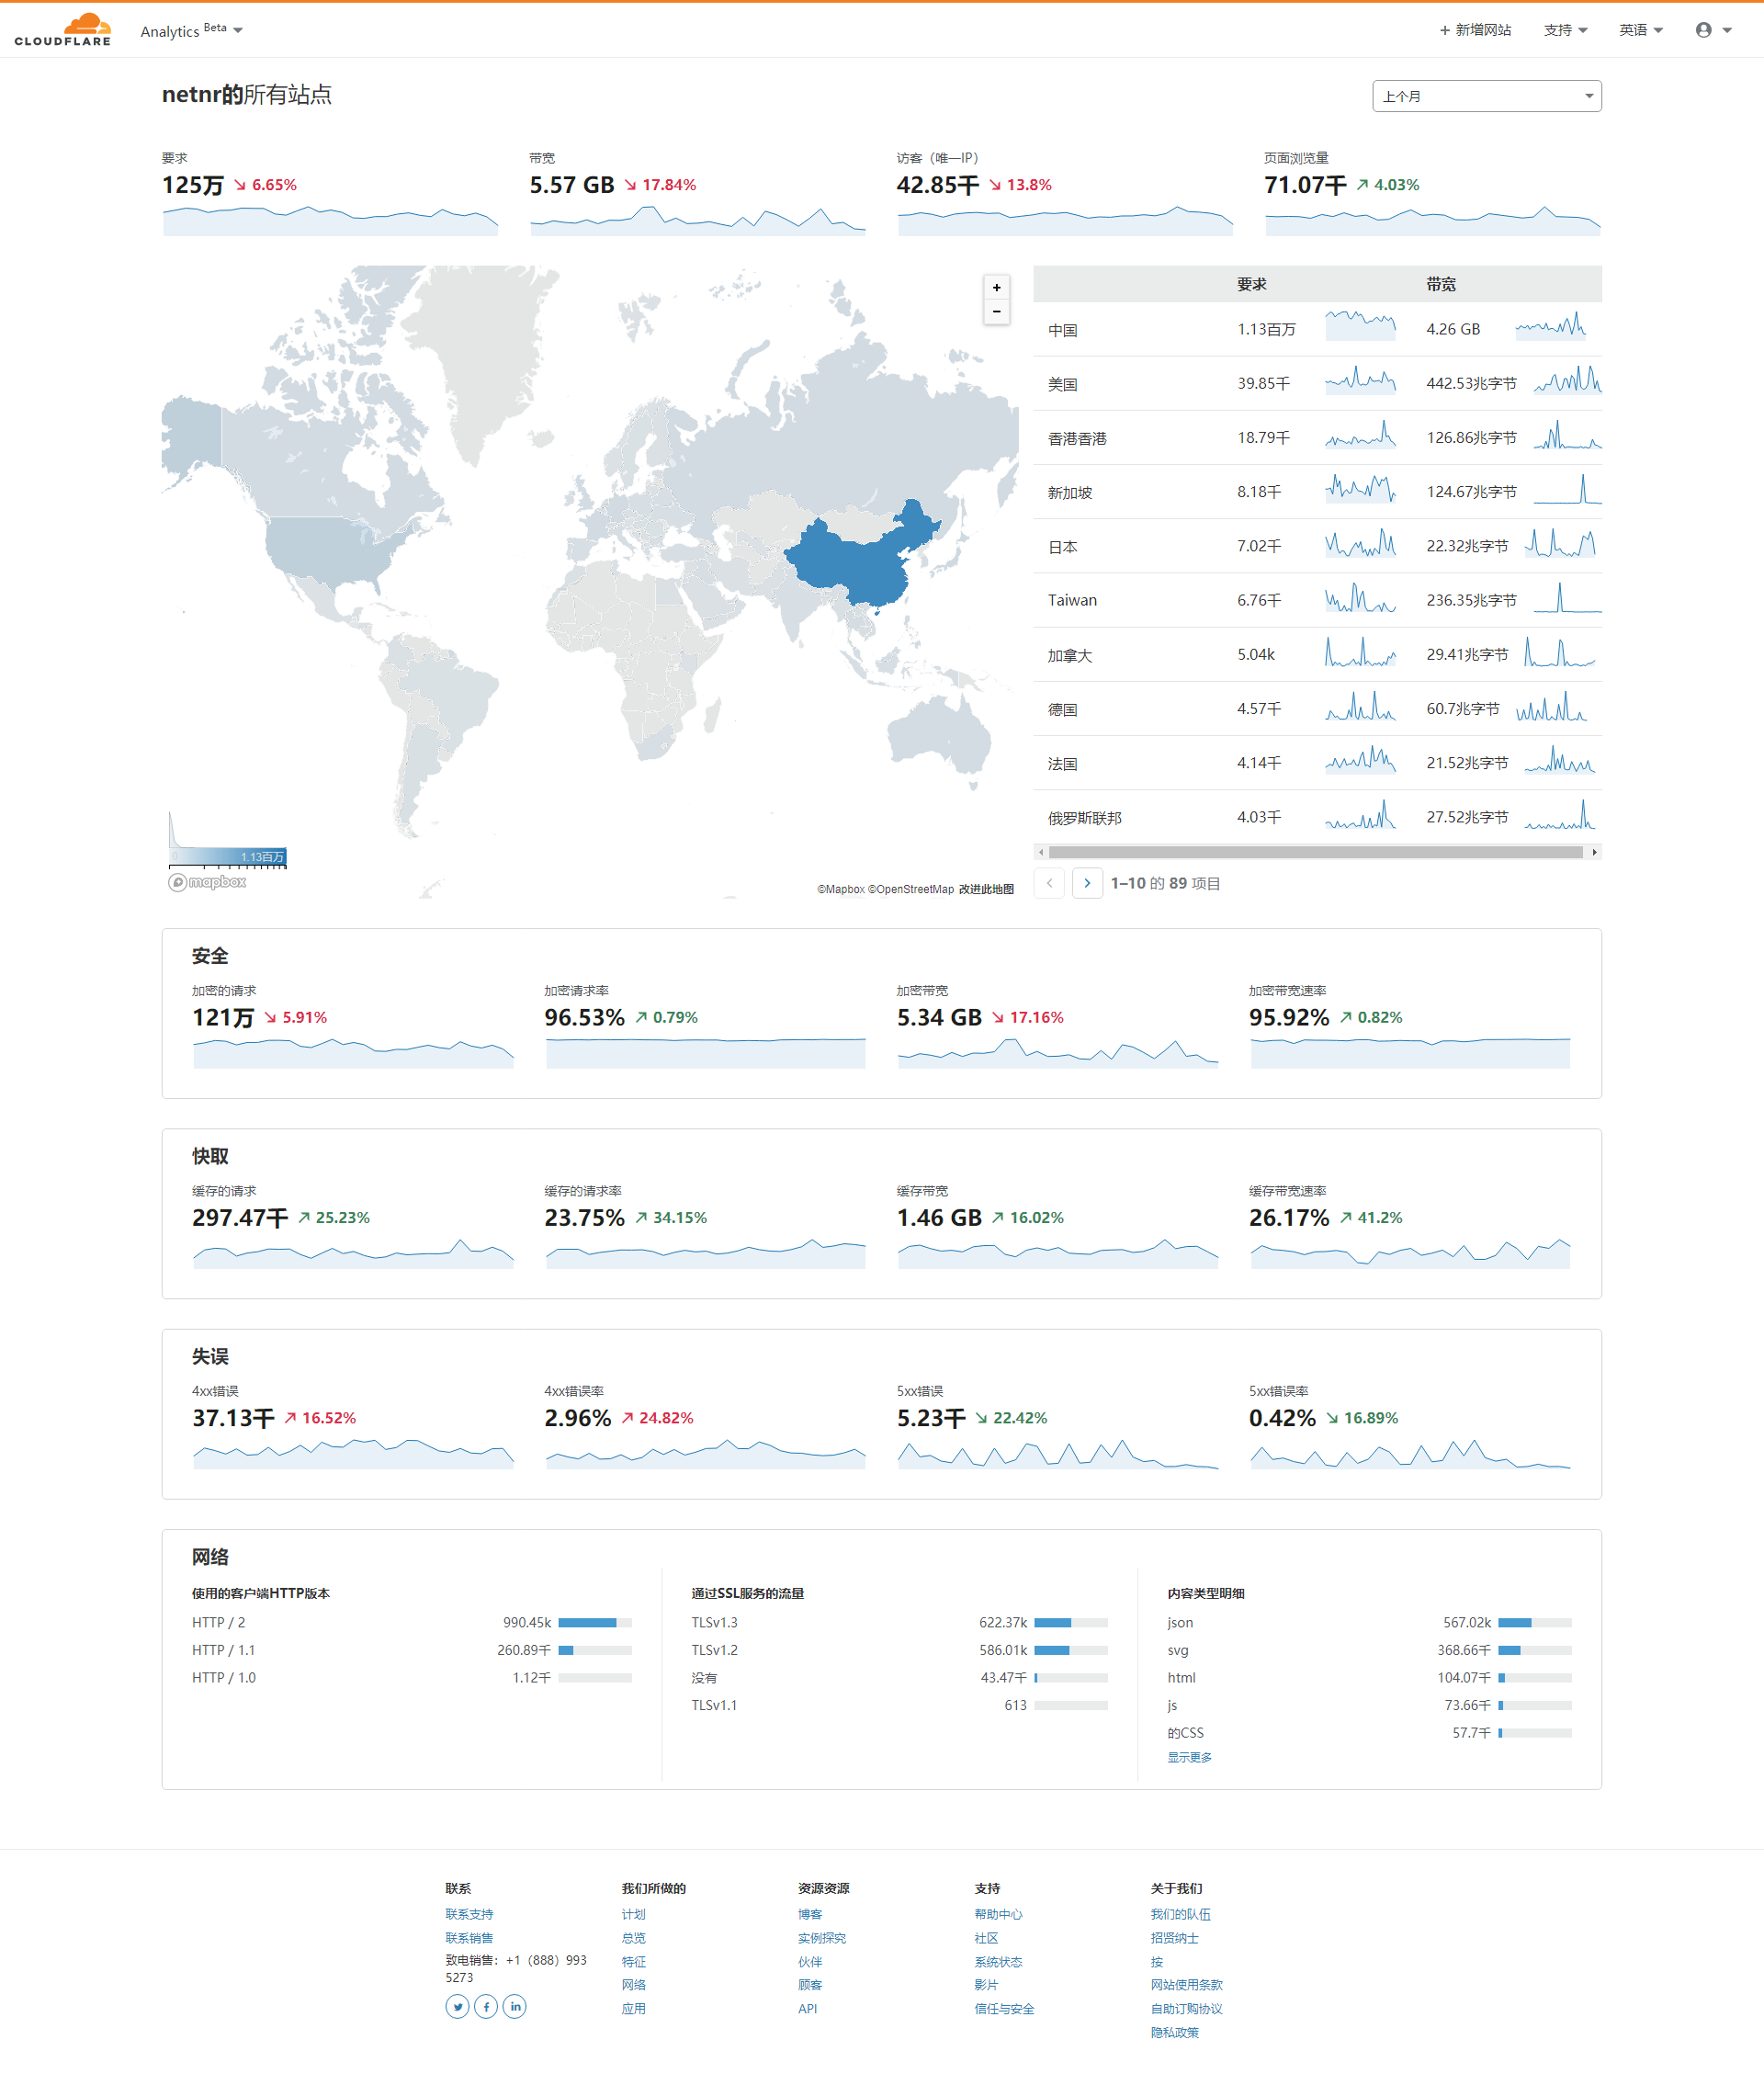 CLOUDFLARE
Analytics Beta
+ 新增网站
支持
英语
netnr的所有站点
上个月
要求
125万 ↘ 6.65%
带宽
5.57 GB ↘ 17.84%
访客（唯一IP）
42.85千 ↘ 13.8%
页面浏览量
71.07千 ↗ 4.03%
+
−
0
1.13百万
mapbox
©Mapbox ©OpenStreetMap 改进此地图
要求 带宽
中国 1.13百万 4.26 GB
美国 39.85千 442.53兆字节
香港香港 18.79千 126.86兆字节
新加坡 8.18千 124.67兆字节
日本 7.02千 22.32兆字节
Taiwan 6.76千 236.35兆字节
加拿大 5.04k 29.41兆字节
德国 4.57千 60.7兆字节
法国 4.14千 21.52兆字节
俄罗斯联邦 4.03千 27.52兆字节
1–10 的 89 项目
安全
加密的请求
121万 ↘ 5.91%
加密请求率
96.53% ↗ 0.79%
加密带宽
5.34 GB ↘ 17.16%
加密带宽速率
95.92% ↗ 0.82%
快取
缓存的请求
297.47千 ↗ 25.23%
缓存的请求率
23.75% ↗ 34.15%
缓存带宽
1.46 GB ↗ 16.02%
缓存带宽速率
26.17% ↗ 41.2%
失误
4xx错误
37.13千 ↗ 16.52%
4xx错误率
2.96% ↗ 24.82%
5xx错误
5.23千 ↘ 22.42%
5xx错误率
0.42% ↘ 16.89%
网络
使用的客户端HTTP版本
HTTP / 2 990.45k
HTTP / 1.1 260.89千
HTTP / 1.0 1.12千
通过SSL服务的流量
TLSv1.3 622.37k
TLSv1.2 586.01k
没有 43.47千
TLSv1.1 613
内容类型明细
json 567.02k
svg 368.66千
html 104.07千
js 73.66千
的CSS 57.7千
显示更多
联系
联系支持
联系销售
致电销售：+1（888）993
5273
我们所做的
计划
总览
特征
网络
应用
资源资源
博客
实例探究
伙伴
顾客
API
支持
帮助中心
社区
系统状态
影片
信任与安全
关于我们
我们的队伍
招贤纳士
按
网站使用条款
自助订购协议
隐私政策